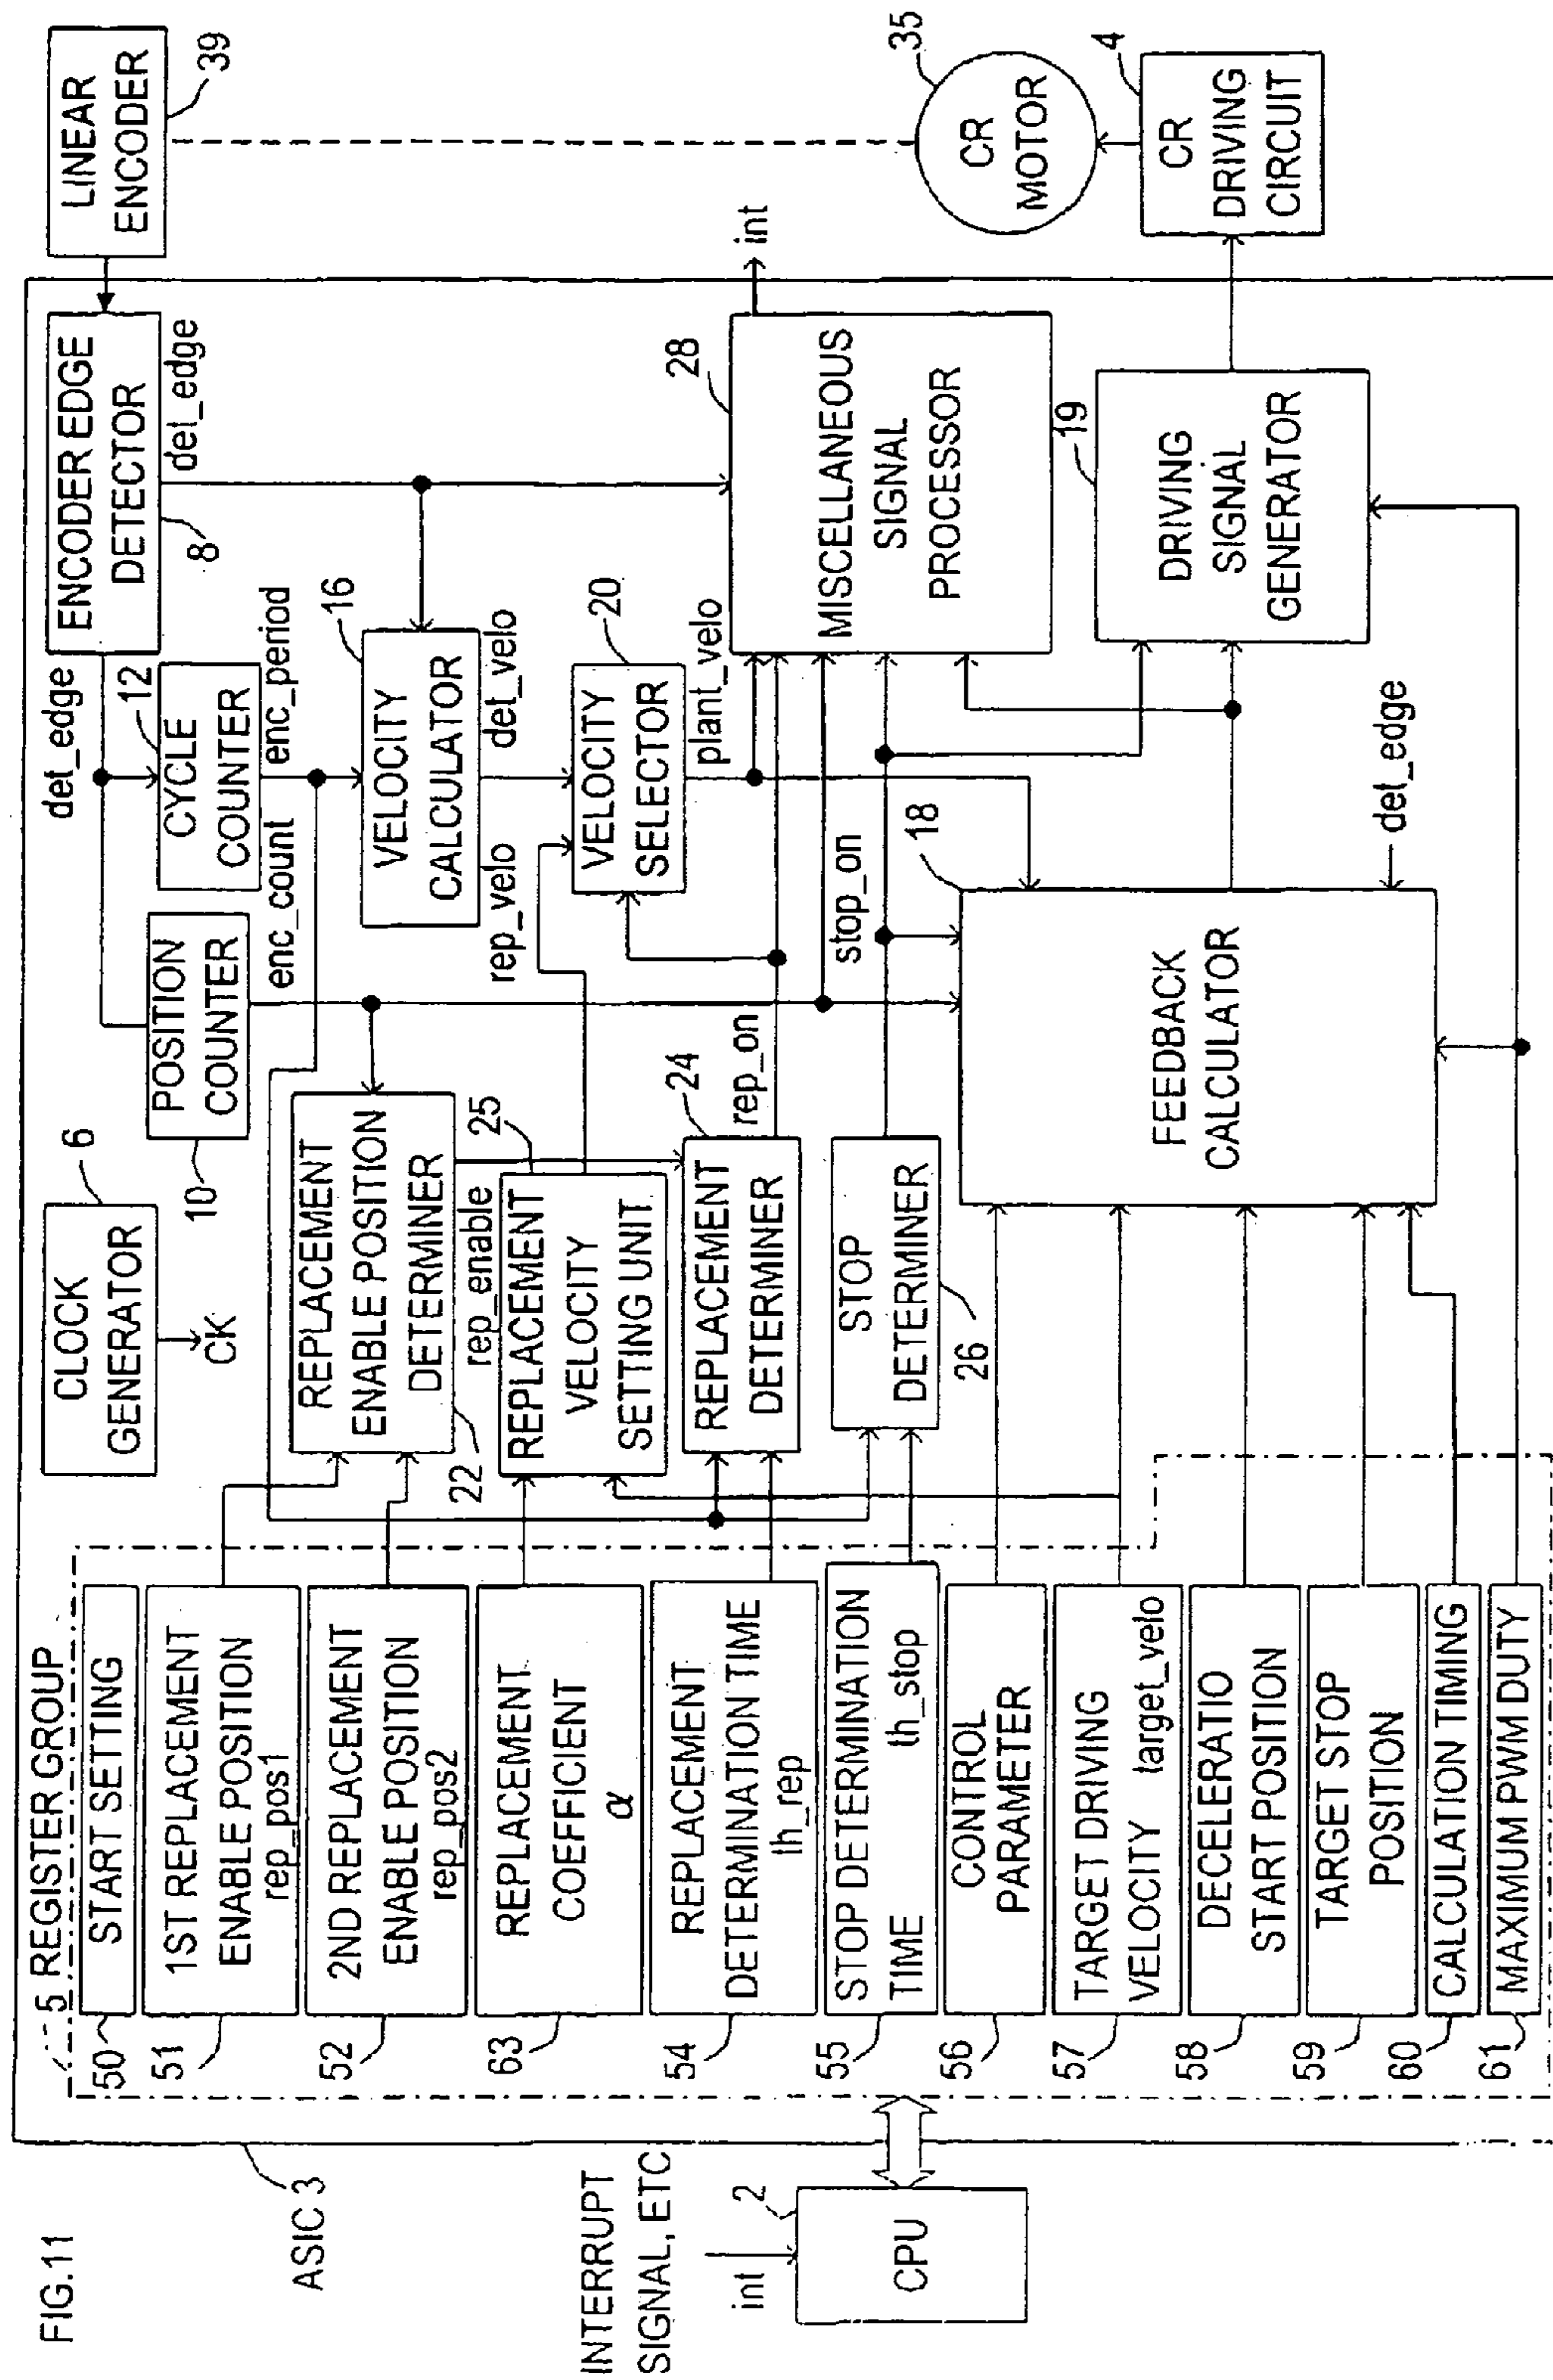 FIG.11
ASIC 3
INTERRUPT
SIGNAL, ETC
int
2
CPU
5 REGISTER GROUP
50
START SETTING
51
1ST REPLACEMENT
ENABLE POSITION
rep_pos1
52
2ND REPLACEMENT
ENABLE POSITION
rep_pos2
63
REPLACEMENT
COEFFICIENT
α
54
REPLACEMENT
DETERMINATION TIME
th_rep
55
STOP DETERMINATION
TIME th_stop
56
CONTROL
PARAMETER
57
TARGET DRIVING
VELOCITY target_velo
58
DECELERATIO
START POSITION
59
TARGET STOP
POSITION
60
CALCULATION TIMING
61
MAXIMUM PWM DUTY
CLOCK
GENERATOR
6
CK
10
POSITION
COUNTER
enc_count
REPLACEMENT
ENABLE POSITION
DETERMINER
22
rep_enable
25
REPLACEMENT
VELOCITY
SETTING UNIT
rep_velo
24
REPLACEMENT
DETERMINER
rep_on
STOP
DETERMINER
26
stop_on
det_edge
12
CYCLE
COUNTER
enc_period
16
VELOCITY
CALCULATOR
det_velo
20
VELOCITY
SELECTOR
plant_velo
18
FEEDBACK
CALCULATOR
det_edge
ENCODER EDGE
DETECTOR
8
det_edge
28
MISCELLANEOUS
SIGNAL
PROCESSOR
int
19
DRIVING
SIGNAL
GENERATOR
LINEAR
ENCODER
39
35
CR
MOTOR
4
CR
DRIVING
CIRCUIT